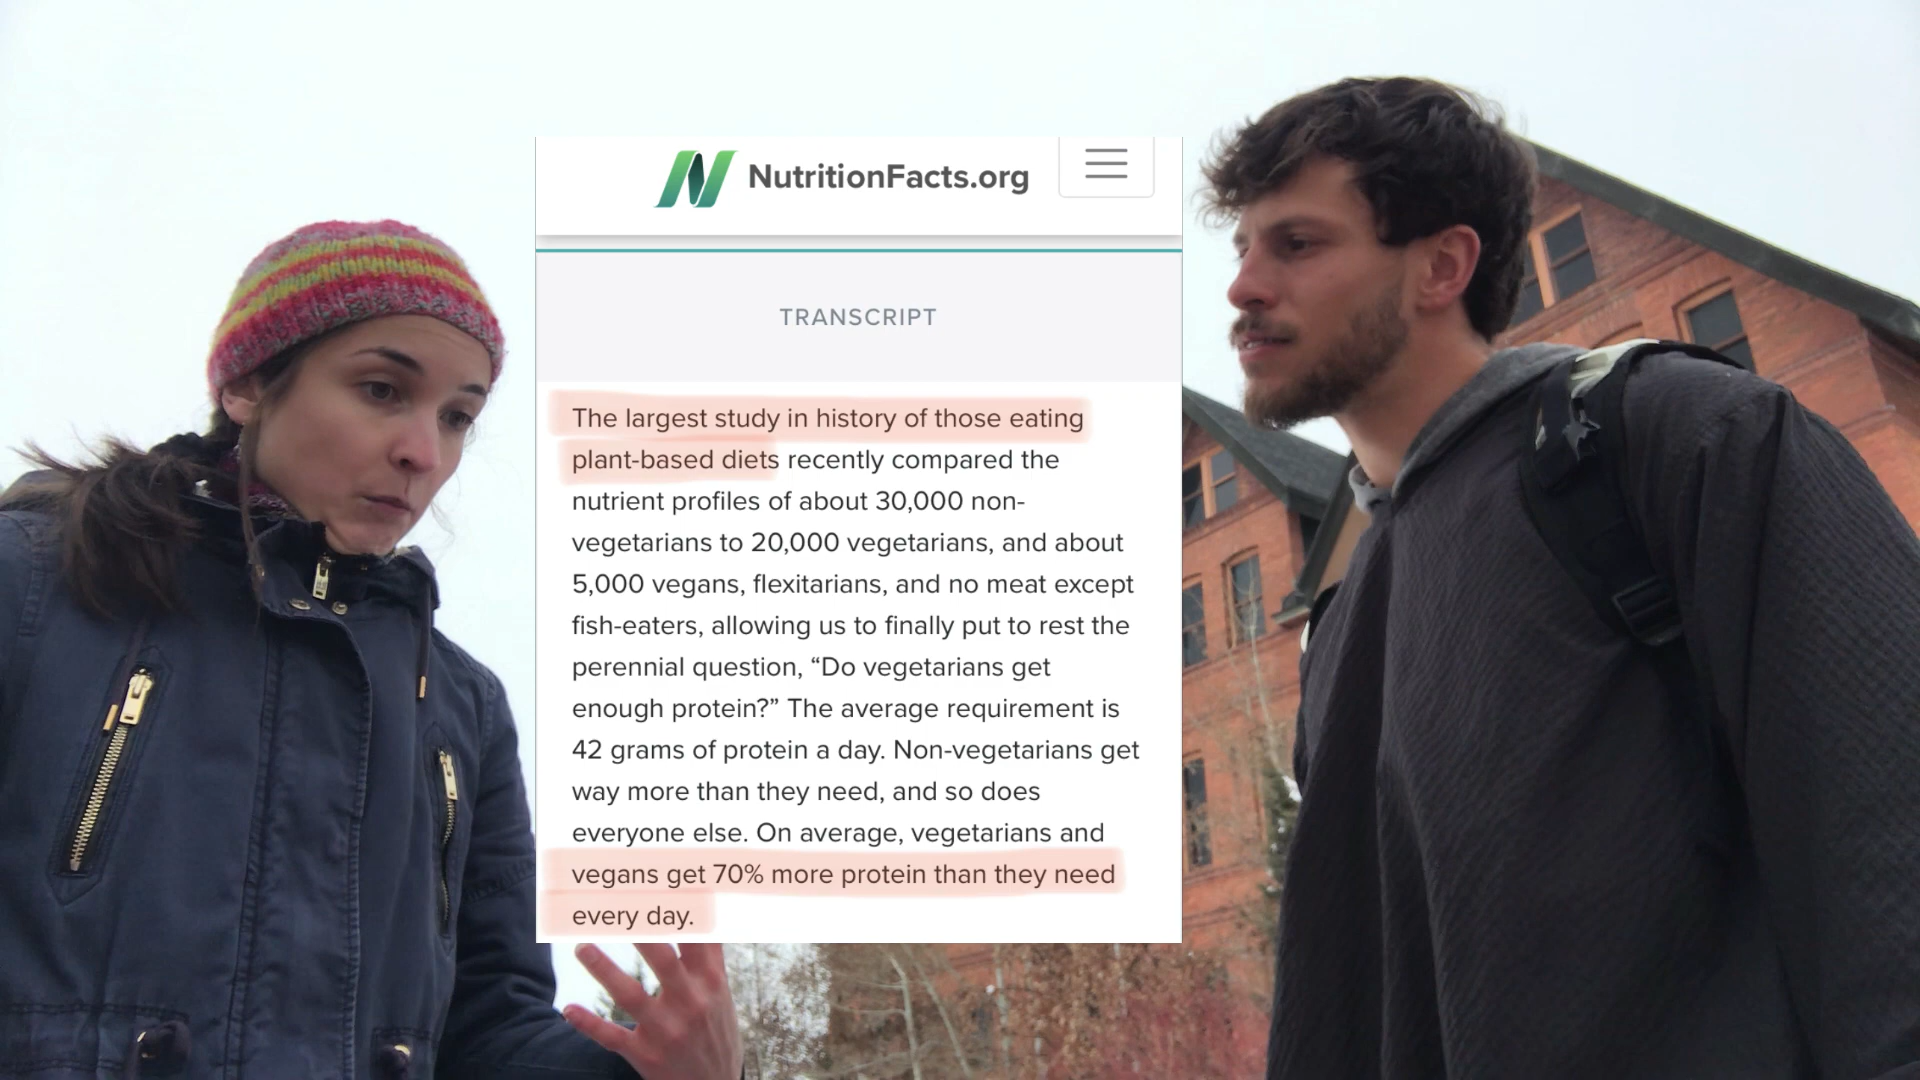 NutritionFacts.org
TRANSCRIPT
The largest study in history of those eating
plant-based diets recently compared the
nutrient profiles of about 30,000 non-
vegetarians to 20,000 vegetarians, and about
5,000 vegans, flexitarians, and no meat except
fish-eaters, allowing us to finally put to rest the
perennial question, “Do vegetarians get
enough protein?” The average requirement is
42 grams of protein a day. Non-vegetarians get
way more than they need, and so does
everyone else. On average, vegetarians and
vegans get 70% more protein than they need
every day.